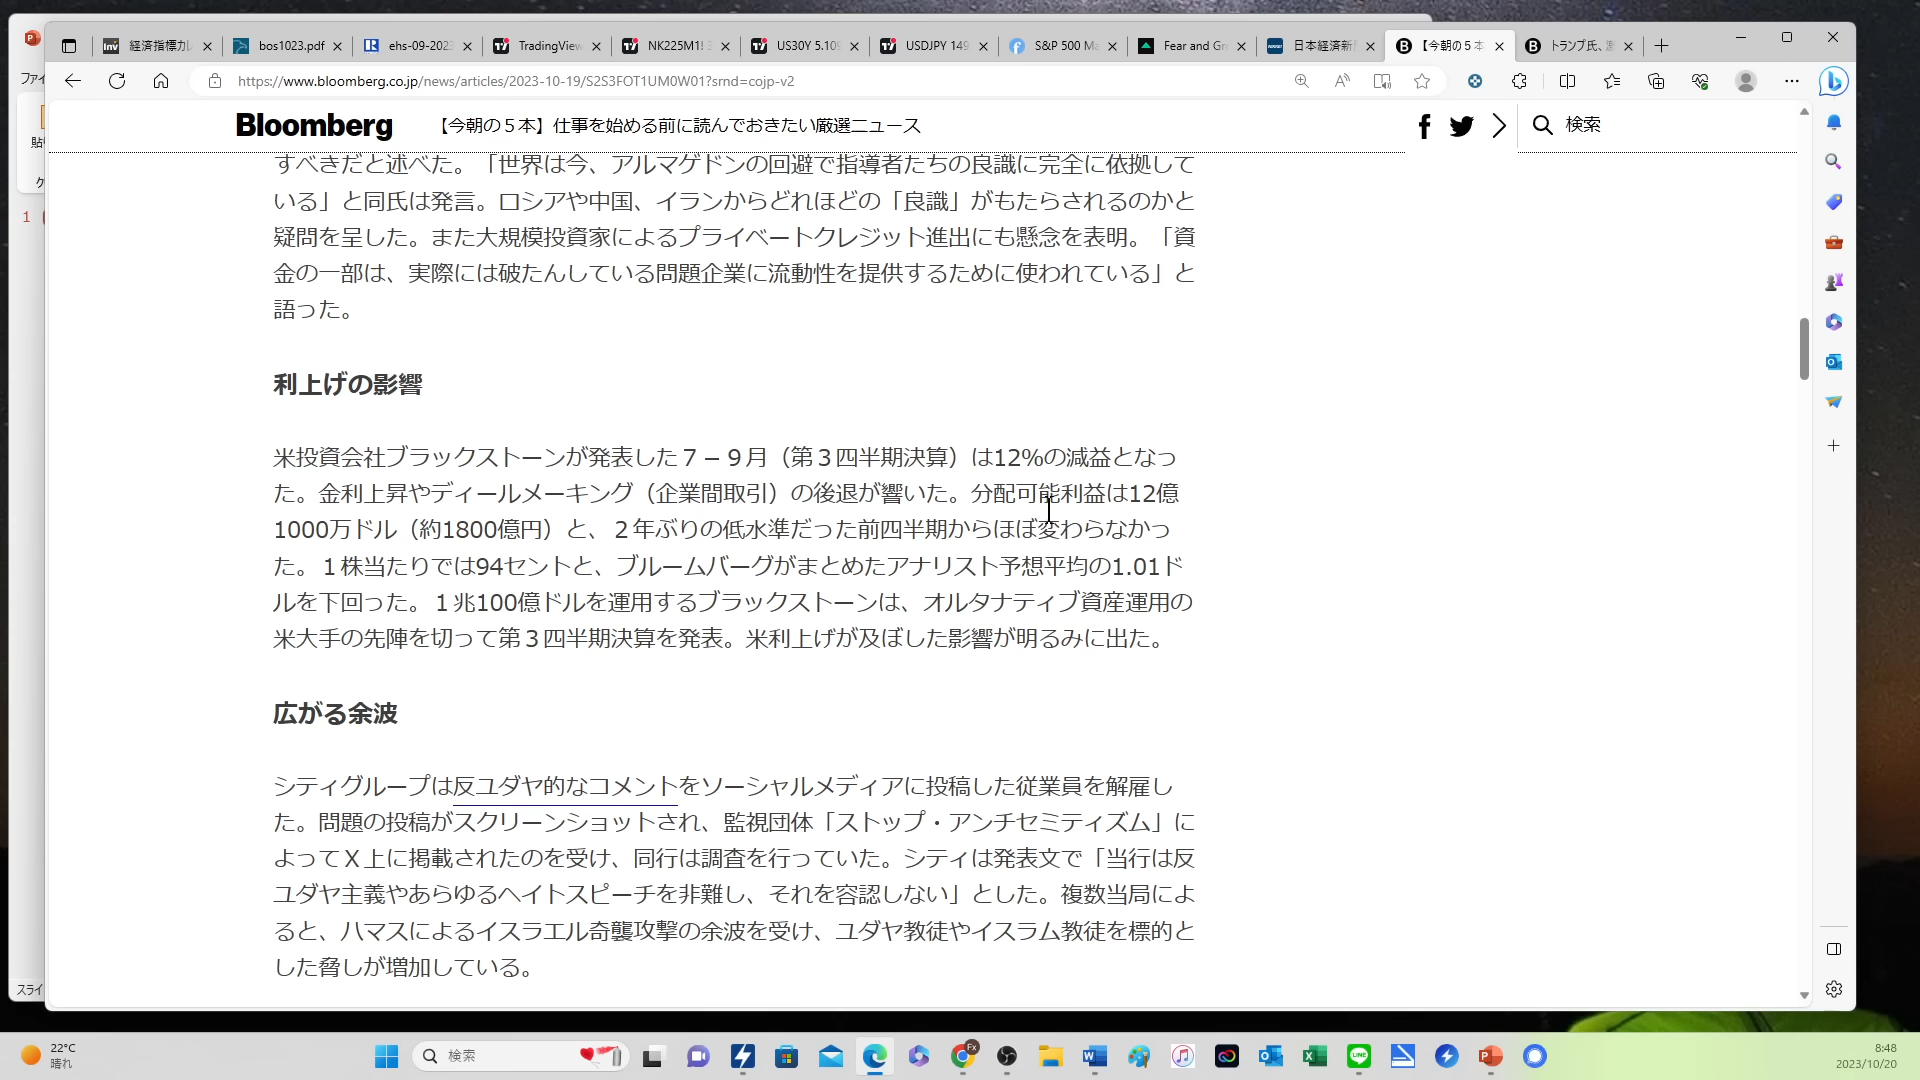 経済指標カレ
bos1023.pdf
ehs-09-2023
TradingView
NK225M1!
US30Y 5.109
USDJPY 149
S&P 500 Ma
Fear and Gr
日本経済新
【今朝の５本
トランプ氏、
https://www.bloomberg.co.jp/news/articles/2023-10-19/S2S3FOT1UM0W01?srnd=cojp-v2
ファイ
貼り
ク
1
スライ
Bloomberg
【今朝の５本】仕事を始める前に読んでおきたい厳選ニュース
検索
すべきだと述べた。「世界は今、アルマゲドンの回避で指導者たちの良識に完全に依拠して
いる」と同氏は発言。ロシアや中国、イランからどれほどの「良識」がもたらされるのかと
疑問を呈した。また大規模投資家によるプライベートクレジット進出にも懸念を表明。「資
金の一部は、実際には破たんしている問題企業に流動性を提供するために使われている」と
語った。
利上げの影響
米投資会社ブラックストーンが発表した７－９月（第３四半期決算）は12%の減益となっ
た。金利上昇やディールメーキング（企業間取引）の後退が響いた。分配可能利益は12億
1000万ドル（約1800億円）と、２年ぶりの低水準だった前四半期からほぼ変わらなかっ
た。１株当たりでは94セントと、ブルームバーグがまとめたアナリスト予想平均の1.01ド
ルを下回った。１兆100億ドルを運用するブラックストーンは、オルタナティブ資産運用の
米大手の先陣を切って第３四半期決算を発表。米利上げが及ぼした影響が明るみに出た。
広がる余波
シティグループは反ユダヤ的なコメントをソーシャルメディアに投稿した従業員を解雇し
た。問題の投稿がスクリーンショットされ、監視団体「ストップ・アンチセミティズム」に
よってＸ上に掲載されたのを受け、同行は調査を行っていた。シティは発表文で「当行は反
ユダヤ主義やあらゆるヘイトスピーチを非難し、それを容認しない」とした。複数当局によ
ると、ハマスによるイスラエル奇襲攻撃の余波を受け、ユダヤ教徒やイスラム教徒を標的と
した脅しが増加している。
22°C
晴れ
検索
8:48
2023/10/20